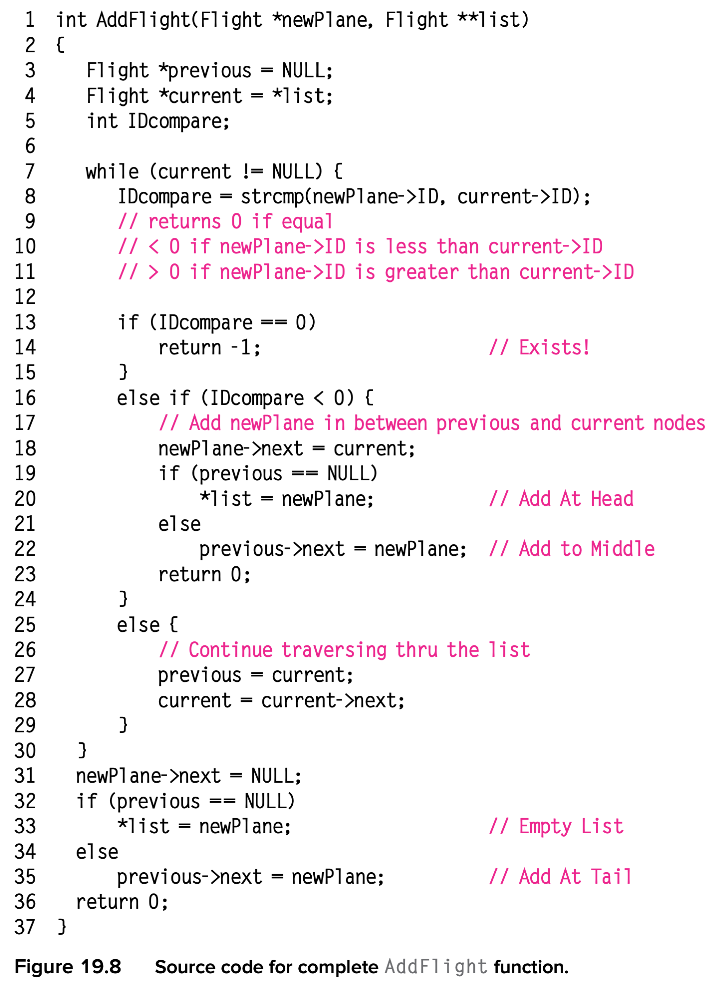 1 int AddFlight(Flight *newPlane, Flight **list)
2 {
3 Flight *previous = NULL;
4 Flight *current = *list;
5 int IDcompare;
6
7 while (current != NULL) {
8 IDcompare = strcmp(newPlane->ID, current->ID);
9 // returns 0 if equal
10 // < 0 if newPlane->ID is less than current->ID
11 // > 0 if newPlane->ID is greater than current->ID
12
13 if (IDcompare == 0)
14 return -1; // Exists!
15 }
16 else if (IDcompare < 0) {
17 // Add newPlane in between previous and current nodes
18 newPlane->next = current;
19 if (previous == NULL)
20 *list = newPlane; // Add At Head
21 else
22 previous->next = newPlane; // Add to Middle
23 return 0;
24 }
25 else {
26 // Continue traversing thru the list
27 previous = current;
28 current = current->next;
29 }
30 }
31 newPlane->next = NULL;
32 if (previous == NULL)
33 *list = newPlane; // Empty List
34 else
35 previous->next = newPlane; // Add At Tail
36 return 0;
37 }
Figure 19.8 Source code for complete AddFlight function.